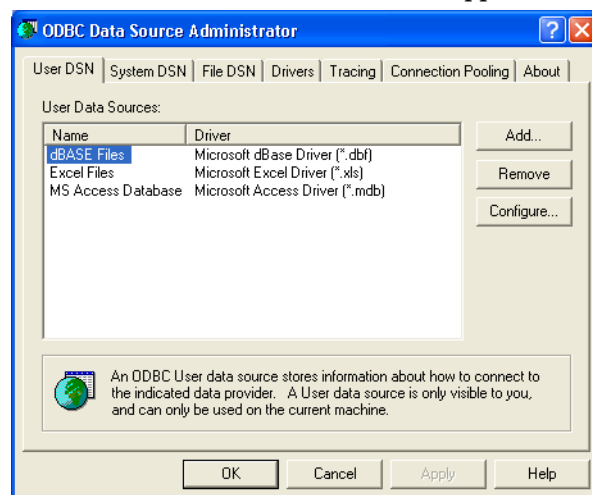 ODBC Data Source Administrator
User DSN System DSN File DSN Drivers Tracing Connection Pooling About
User Data Sources:
Name Driver
dBASE Files Microsoft dBase Driver (*.dbf)
Excel Files Microsoft Excel Driver (*.xls)
MS Access Database Microsoft Access Driver (*.mdb)
Add...
Remove
Configure...
An ODBC User data source stores information about how to connect to
the indicated data provider. A User data source is only visible to you,
and can only be used on the current machine.
OK Cancel Apply Help